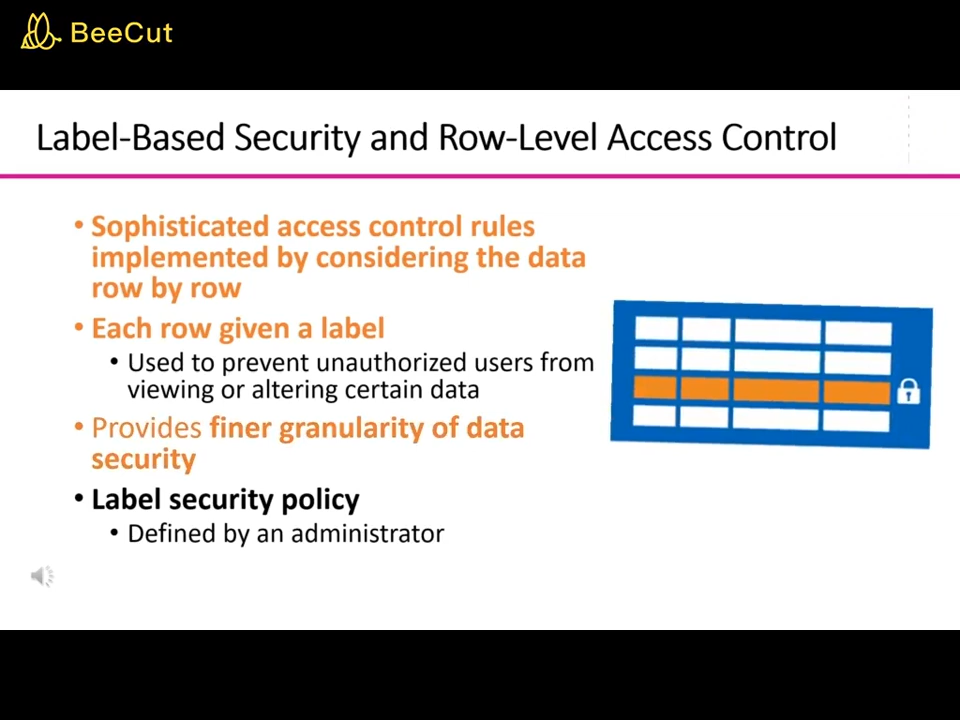 BeeCut
Label-Based Security and Row-Level Access Control
• Sophisticated access control rules
implemented by considering the data
row by row
• Each row given a label
• Used to prevent unauthorized users from
viewing or altering certain data
• Provides finer granularity of data
security
• Label security policy
• Defined by an administrator